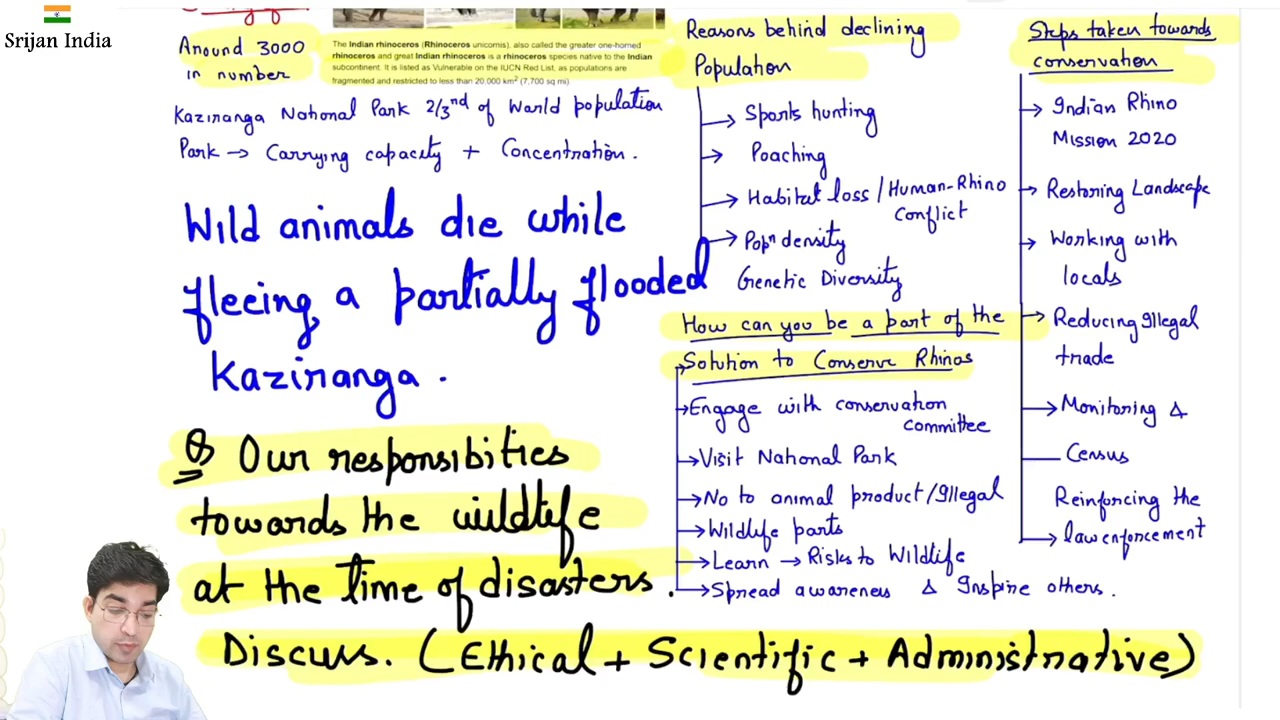 Srijan India
Around 3000
in number
The Indian rhinoceros (Rhinoceros unicornis), also called the greater one-horned
rhinoceros and great Indian rhinoceros is a rhinoceros species native to the Indian
subcontinent. It is listed as Vulnerable on the IUCN Red List, as populations are
fragmented and restricted to less than 20,000 km² (7,700 sq mi).
Kaziranga National Park 2/3nd of World population
Park → Carrying capacity + Concentration.
Wild animals die while
fleeing a partially flooded
Kaziranga.
Q Our responsibities
towards the wildlife
at the time of disasters.
Discuss. (Ethical + Scientific + Administrative)
Reasons behind declining
Population
→ Sports hunting
→ Poaching
→ Habitat loss / Human-Rhino
Conflict
→ Popn density
Genetic Diversity
How can you be a part of the
Solution to Conserve Rhinos
→ Engage with conservation
committee
→ Visit National Park
→ No to animal product/Illegal
→ Wildlife parts
→ Learn → Risks to Wildlife
→ Spread awareness & Inspire others.
Steps taken towards
conservation
→ Indian Rhino
Mission 2020
→ Restoring Landscape
→ Working with
locals
→ Reducing Illegal
trade
→ Monitoring &
Census
Reinforcing the
→ law enforcement